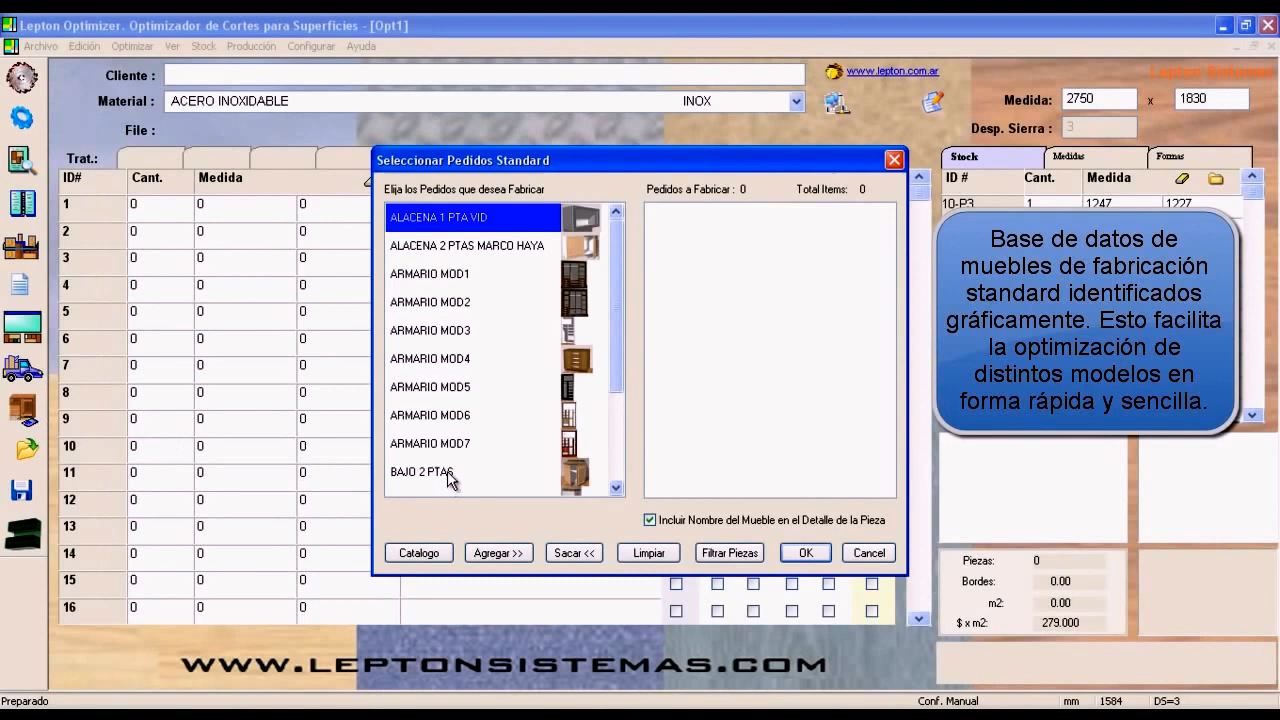 Lepton Optimizer. Optimizador de Cortes para Superficies - [Opt1]
Archivo Edición Optimizar Ver Stock Producción Configurar Ayuda
Cliente :
www.lepton.com.ar
Lepton Sistemas
Material : ACERO INOXIDABLE INOX
Medida: 2750 x 1830
File :
Desp. Sierra : 3
Trat.:
ID# Cant. Medida
1 0 0 0
2 0 0 0
3 0 0 0
4 0 0 0
5 0 0 0
6 0 0 0
7 0 0 0
8 0 0 0
9 0 0 0
10 0 0 0
11 0 0 0
12 0 0 0
13 0 0 0
14 0 0 0
15 0 0 0
16 0 0 0
Seleccionar Pedidos Standard
Elija los Pedidos que desea Fabricar
Pedidos a Fabricar : 0 Total Items: 0
ALACENA 1 PTA VID
ALACENA 2 PTAS MARCO HAYA
ARMARIO MOD1
ARMARIO MOD2
ARMARIO MOD3
ARMARIO MOD4
ARMARIO MOD5
ARMARIO MOD6
ARMARIO MOD7
BAJO 2 PTAS
Incluir Nombre del Mueble en el Detalle de la Pieza
Catalogo Agregar >> Sacar << Limpiar Filtrar Piezas OK Cancel
Stock Medidas Formas
ID # Cant. Medida
10-P3 1 1247 1227
Base de datos de
muebles de fabricación
standard identificados
gráficamente. Esto facilita
la optimización de
distintos modelos en
forma rápida y sencilla.
Piezas: 0
Bordes: 0.00
m2: 0.00
$ x m2: 279.000
WWW.LEPTONSISTEMAS.COM
Preparado Conf. Manual mm 1584 D5=3